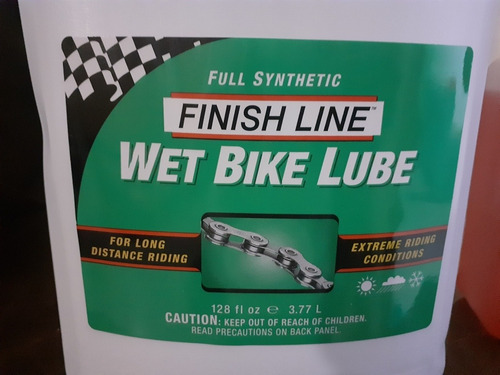 FULL SYNTHETIC
FINISH LINE™
WET BIKE LUBE
FOR LONG
DISTANCE RIDING
EXTREME RIDING
CONDITIONS
128 fl oz ℮ 3.77 L
CAUTION: KEEP OUT OF REACH OF CHILDREN.
READ PRECAUTIONS ON BACK PANEL.